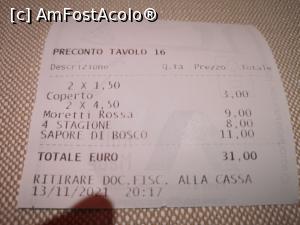 [c] AmFostAcolo®
PRECONTO TAVOLO 16
Descrizione Q.ta Prezzo Totale
2 X 1,50
Coperto 3,00
2 X 4,50
Moretti Rossa 9,00
4 STAGIONE 8,00
SAPORE DI BOSCO 11,00
TOTALE EURO 31,00
RITIRARE DOC.FISC. ALLA CASSA
13/11/2021 20:17